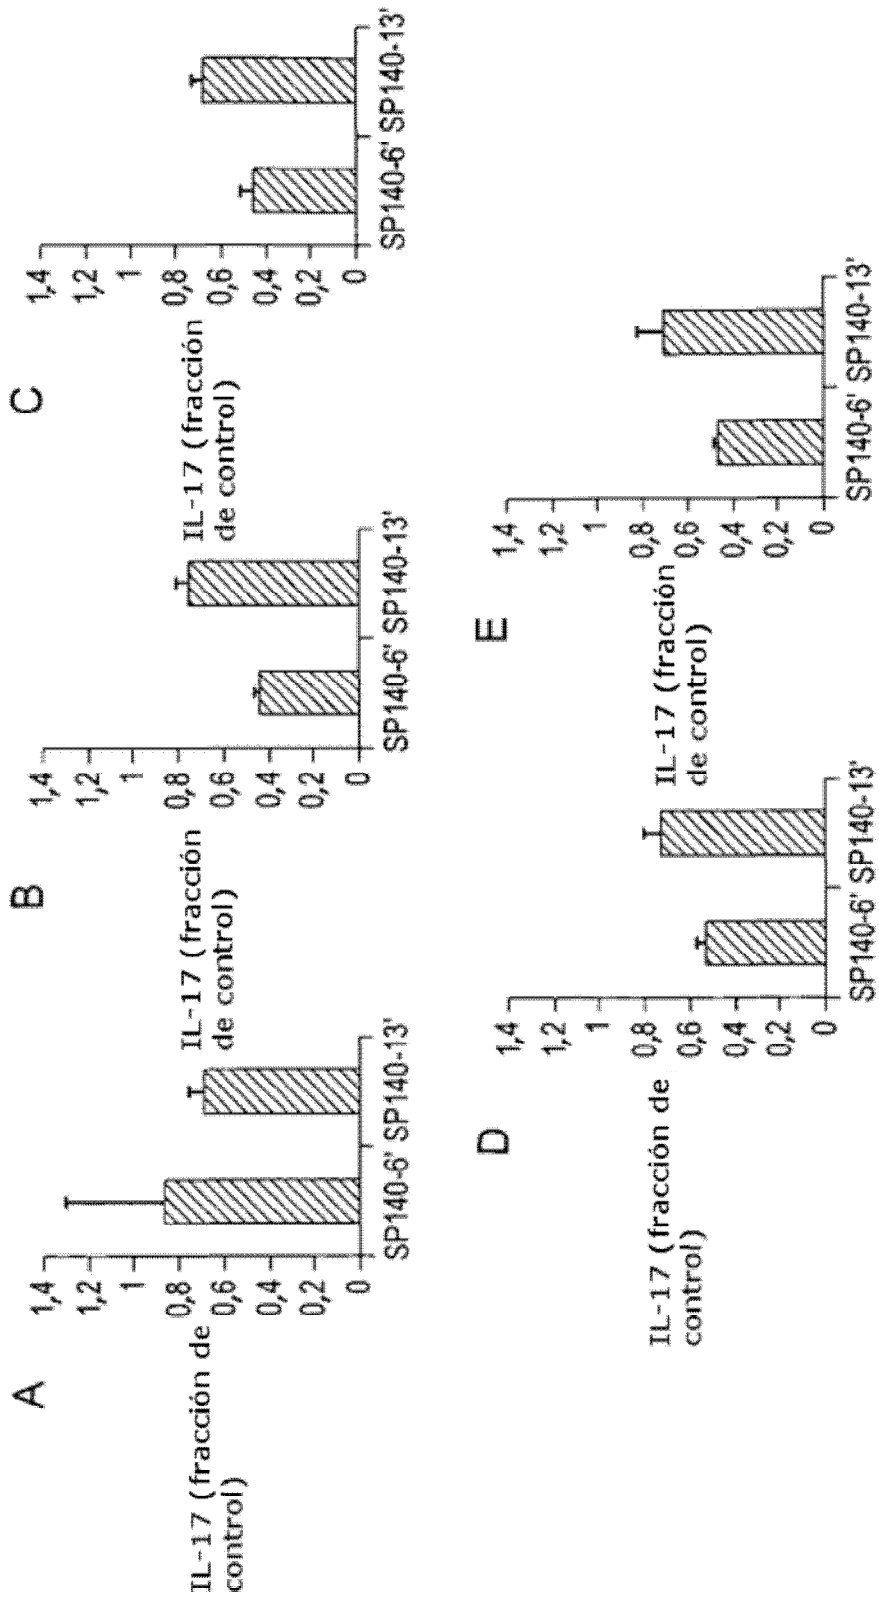 A
IL-17 (fracción de
control)
1,4
1,2
1
0,8
0,6
0,4
0,2
0
SP140-6' SP140-13'
B
IL-17 (fracción
de control)
1,4
1,2
1
0,8
0,6
0,4
0,2
0
SP140-6' SP140-13'
C
IL-17 (fracción
de control)
1,4
1,2
1
0,8
0,6
0,4
0,2
0
SP140-6' SP140-13'
D
IL-17 (fracción de
control)
1,4
1,2
1
0,8
0,6
0,4
0,2
0
SP140-6' SP140-13'
E
IL-17 (fracción
de control)
1,4
1,2
1
0,8
0,6
0,4
0,2
0
SP140-6' SP140-13'